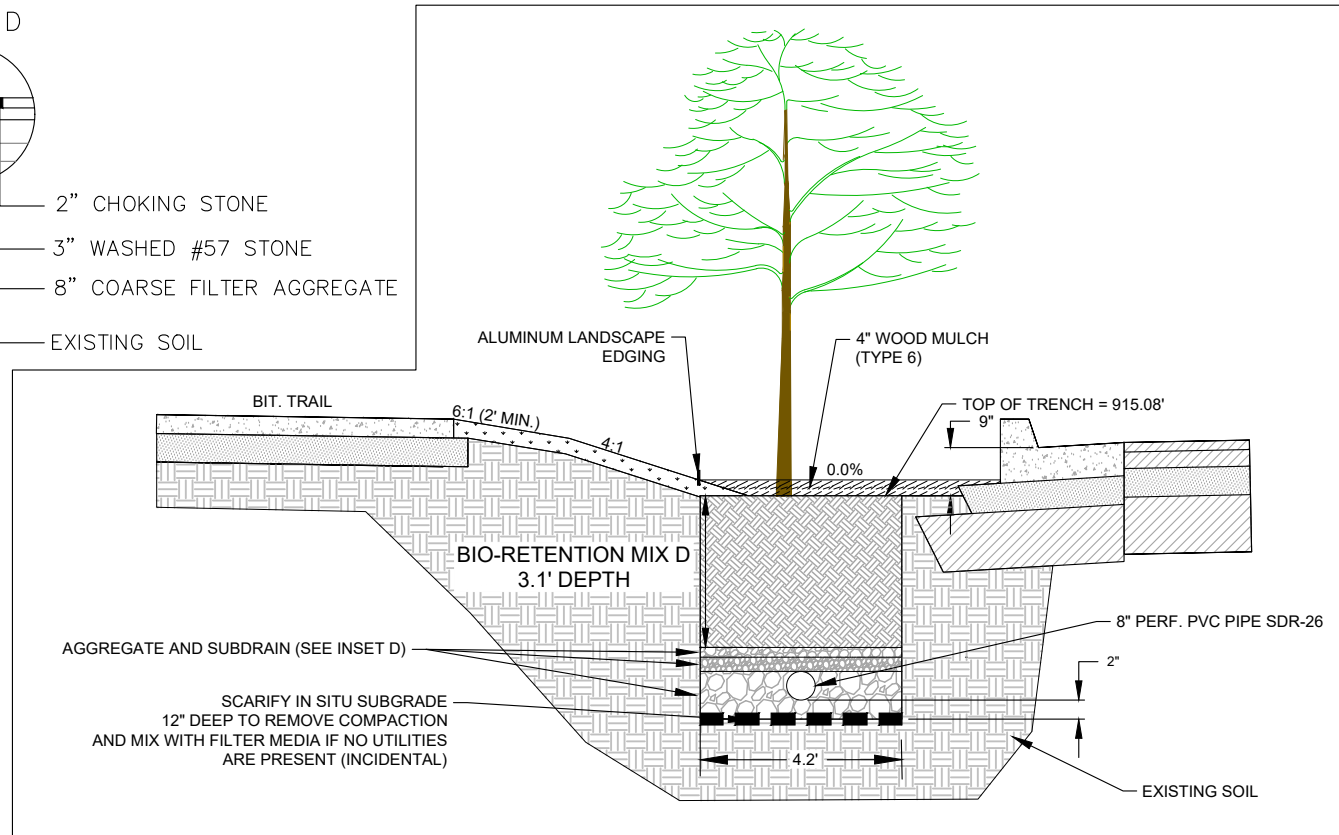 D
2” CHOKING STONE
3” WASHED #57 STONE
8” COARSE FILTER AGGREGATE
EXISTING SOIL
ALUMINUM LANDSCAPE
EDGING
4" WOOD MULCH
(TYPE 6)
BIT. TRAIL
6:1 (2' MIN.)
4:1
TOP OF TRENCH = 915.08'
9"
0.0%
BIO-RETENTION MIX D
3.1' DEPTH
8" PERF. PVC PIPE SDR-26
AGGREGATE AND SUBDRAIN (SEE INSET D)
2"
SCARIFY IN SITU SUBGRADE
12" DEEP TO REMOVE COMPACTION
AND MIX WITH FILTER MEDIA IF NO UTILITIES
ARE PRESENT (INCIDENTAL)
4.2'
EXISTING SOIL